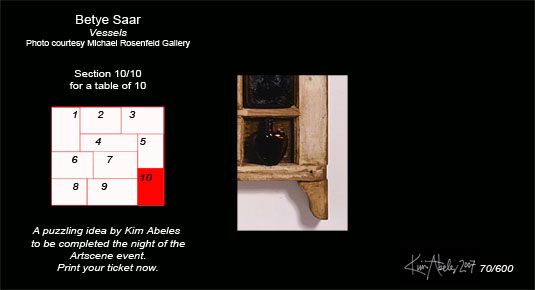 Betye Saar
Vessels
Photo courtesy Michael Rosenfeld Gallery
Section 10/10
for a table of 10
1 2 3
4 5
6 7
10
8 9
A puzzling idea by Kim Abeles
to be completed the night of the
Artscene event.
Print your ticket now.
Kim Abeles 2007 70/600